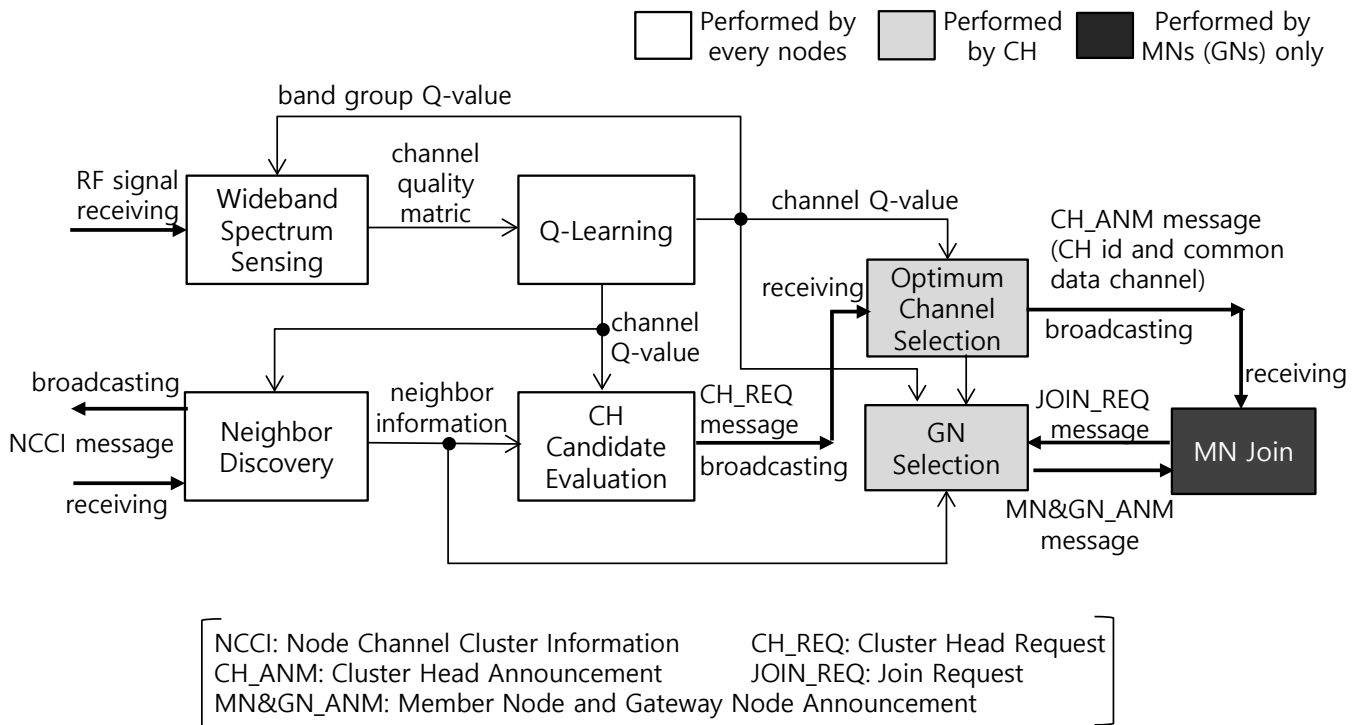 Performed by
every nodes
Performed
by CH
Performed by
MNs (GNs) only
band group Q-value
RF signal
receiving
Wideband
Spectrum
Sensing
channel
quality
matric
Q-Learning
channel Q-value
CH_ANM message
(CH id and common
data channel)
receiving
Optimum
Channel
Selection
broadcasting
receiving
channel
Q-value
broadcasting
NCCI message
receiving
Neighbor
Discovery
neighbor
information
CH
Candidate
Evaluation
CH_REQ
message
broadcasting
GN
Selection
JOIN_REQ
message
MN Join
MN&GN_ANM
message
NCCI: Node Channel Cluster Information CH_REQ: Cluster Head Request
CH_ANM: Cluster Head Announcement JOIN_REQ: Join Request
MN&GN_ANM: Member Node and Gateway Node Announcement